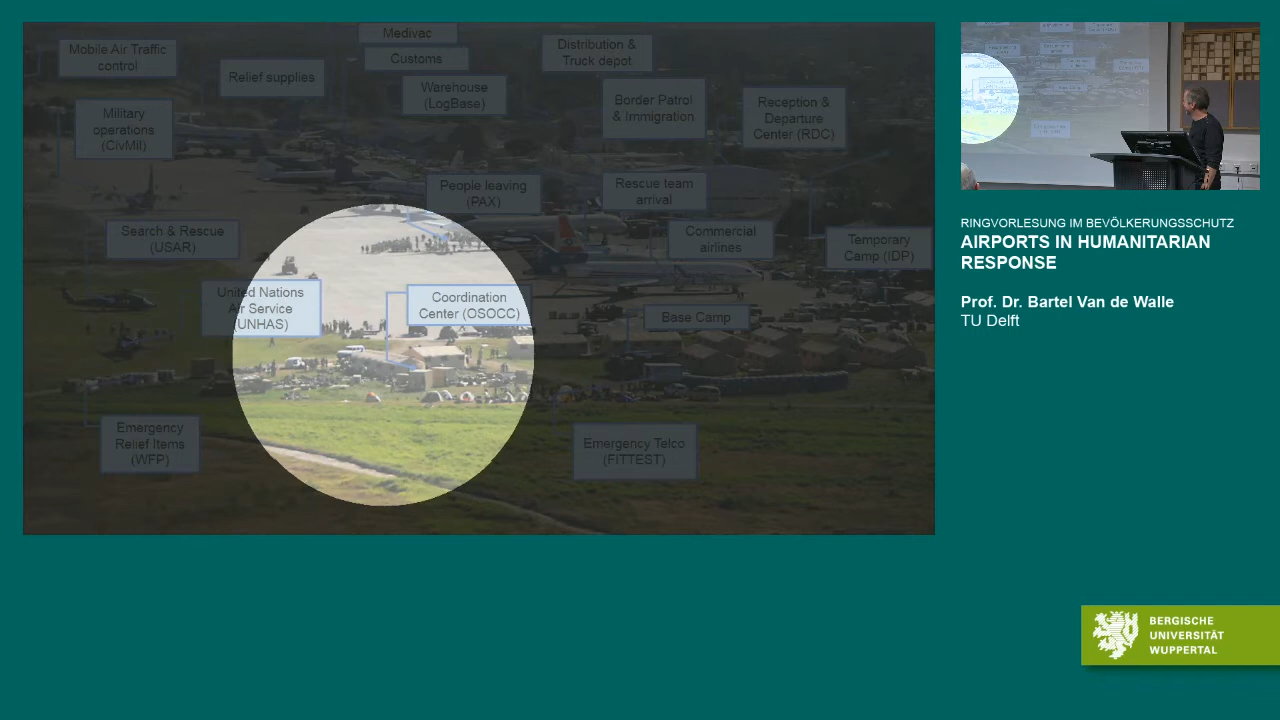 Medivac
Mobile Air Traffic
control
Customs
Distribution &
Truck depot
Relief supplies
Warehouse
(LogBase)
Border Patrol
& Immigration
Reception &
Departure
Center (RDC)
Military
operations
(CivMil)
People leaving
(PAX)
Rescue team
arrival
Search & Rescue
(USAR)
Commercial
airlines
Temporary
Camp (IDP)
United Nations
Air Service
(UNHAS)
Coordination
Center (OSOCC)
Base Camp
Emergency
Relief Items
(WFP)
Emergency Telco
(FITTEST)
RINGVORLESUNG IM BEVÖLKERUNGSSCHUTZ
AIRPORTS IN HUMANITARIAN
RESPONSE
Prof. Dr. Bartel Van de Walle
TU Delft
BERGISCHE
UNIVERSITÄT
WUPPERTAL